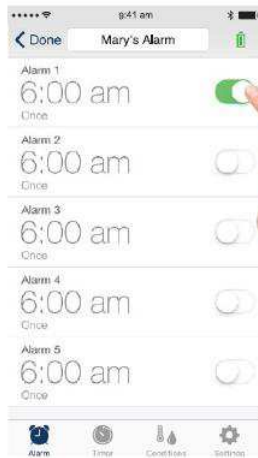 9:41 am
Done Mary's Alarm
Alarm 1
6:00 am
Once
Alarm 2
6:00 am
Once
Alarm 3
6:00 am
Once
Alarm 4
6:00 am
Once
Alarm 5
6:00 am
Once
Alarm Timer Conditions Settings